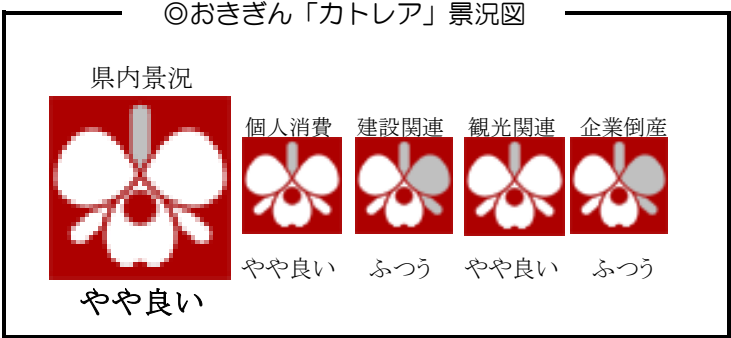 ◎おきぎん「カトレア」景況図
県内景況
個人消費 建設関連 観光関連 企業倒産
やや良い ふつう やや良い ふつう
やや良い